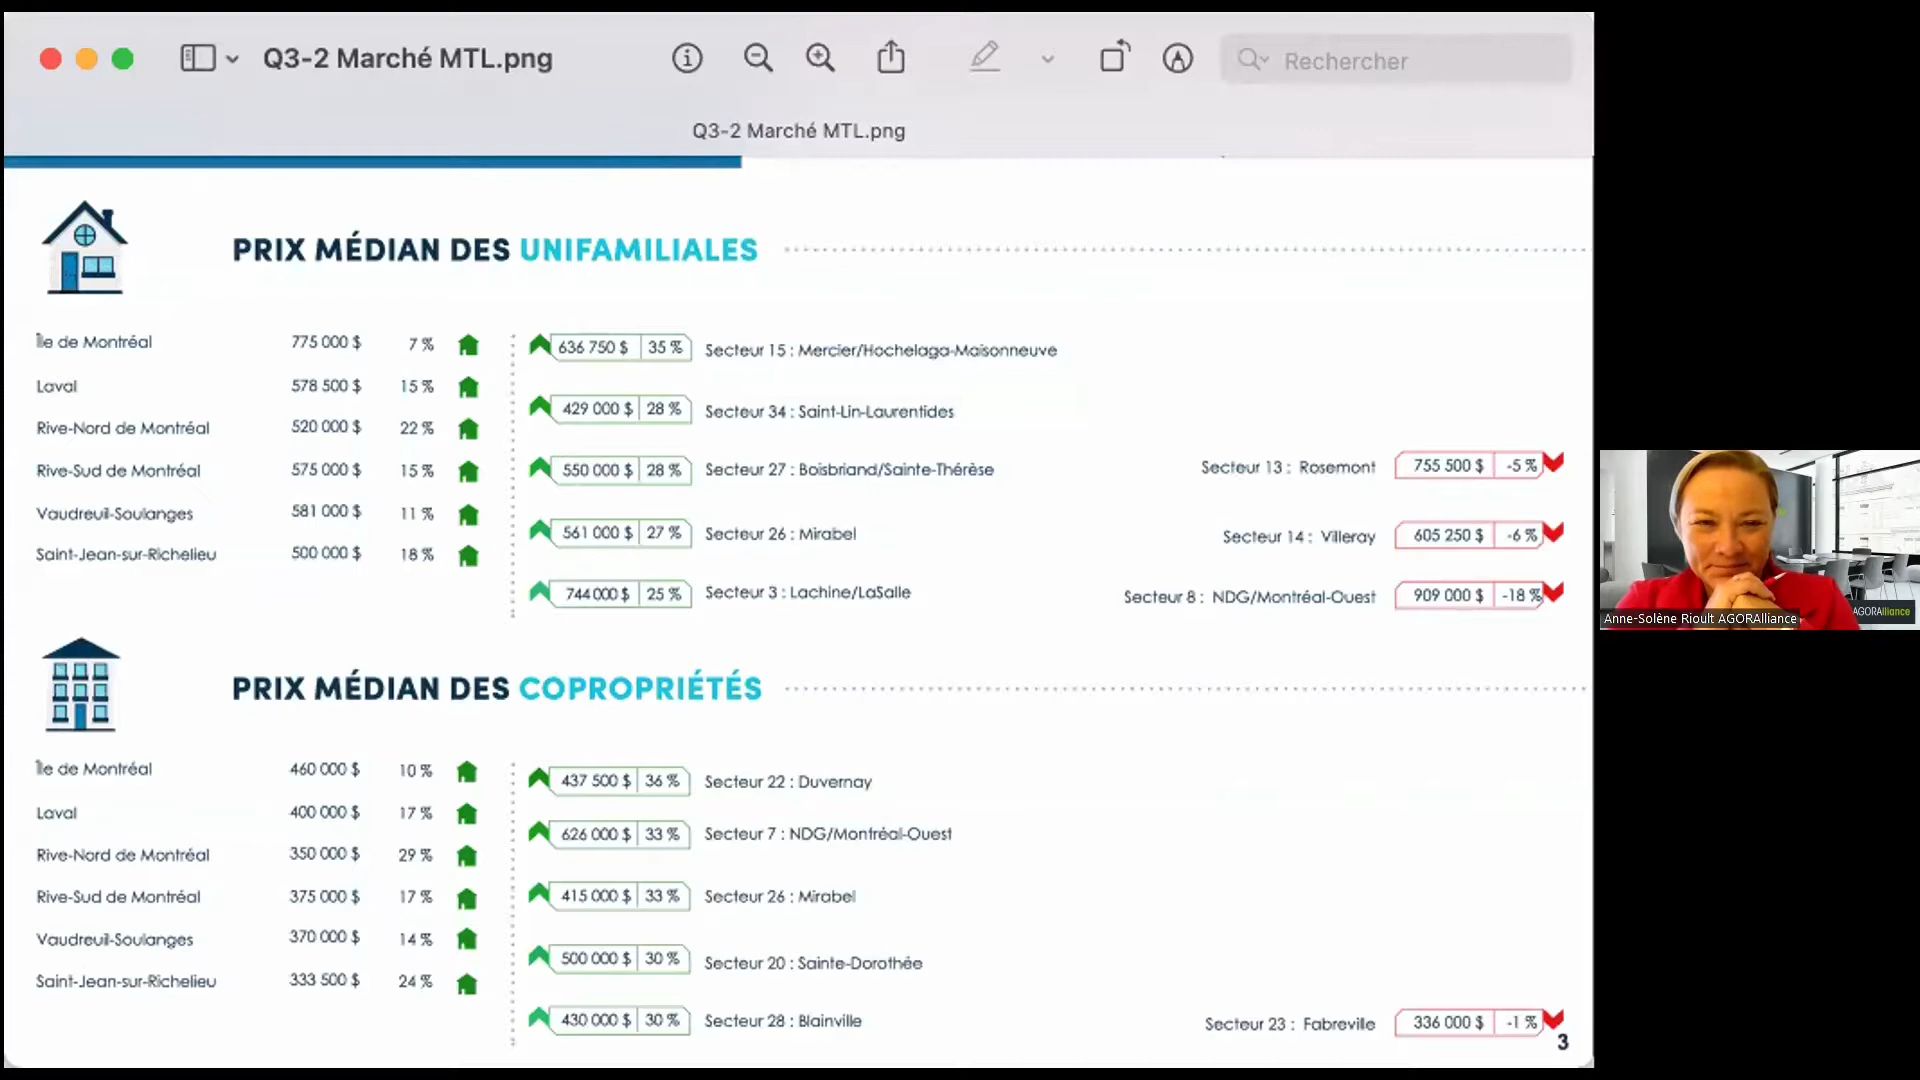 Q3-2 Marché MTL.png
Rechercher
Q3-2 Marché MTL.png
PRIX MÉDIAN DES UNIFAMILIALES
Île de Montréal 775 000 $ 7 %
Laval 578 500 $ 15 %
Rive-Nord de Montréal 520 000 $ 22 %
Rive-Sud de Montréal 575 000 $ 15 %
Vaudreuil-Soulanges 581 000 $ 11 %
Saint-Jean-sur-Richelieu 500 000 $ 18 %
636 750 $ 35 % Secteur 15 : Mercier/Hochelaga-Maisonneuve
429 000 $ 28 % Secteur 34 : Saint-Lin-Laurentides
550 000 $ 28 % Secteur 27 : Boisbriand/Sainte-Thérèse
561 000 $ 27 % Secteur 26 : Mirabel
744 000 $ 25 % Secteur 3 : Lachine/LaSalle
Secteur 13 : Rosemont 755 500 $ -5 %
Secteur 14 : Villeray 605 250 $ -6 %
Secteur 8 : NDG/Montréal-Ouest 909 000 $ -18 %
PRIX MÉDIAN DES COPROPRIÉTÉS
Île de Montréal 460 000 $ 10 %
Laval 400 000 $ 17 %
Rive-Nord de Montréal 350 000 $ 29 %
Rive-Sud de Montréal 375 000 $ 17 %
Vaudreuil-Soulanges 370 000 $ 14 %
Saint-Jean-sur-Richelieu 333 500 $ 24 %
437 500 $ 36 % Secteur 22 : Duvernay
626 000 $ 33 % Secteur 7 : NDG/Montréal-Ouest
415 000 $ 33 % Secteur 26 : Mirabel
500 000 $ 30 % Secteur 20 : Sainte-Dorothée
430 000 $ 30 % Secteur 28 : Blainville
Secteur 23 : Fabreville 336 000 $ -1 %
3
AGORAlliance
Anne-Solène Rioult AGORAlliance